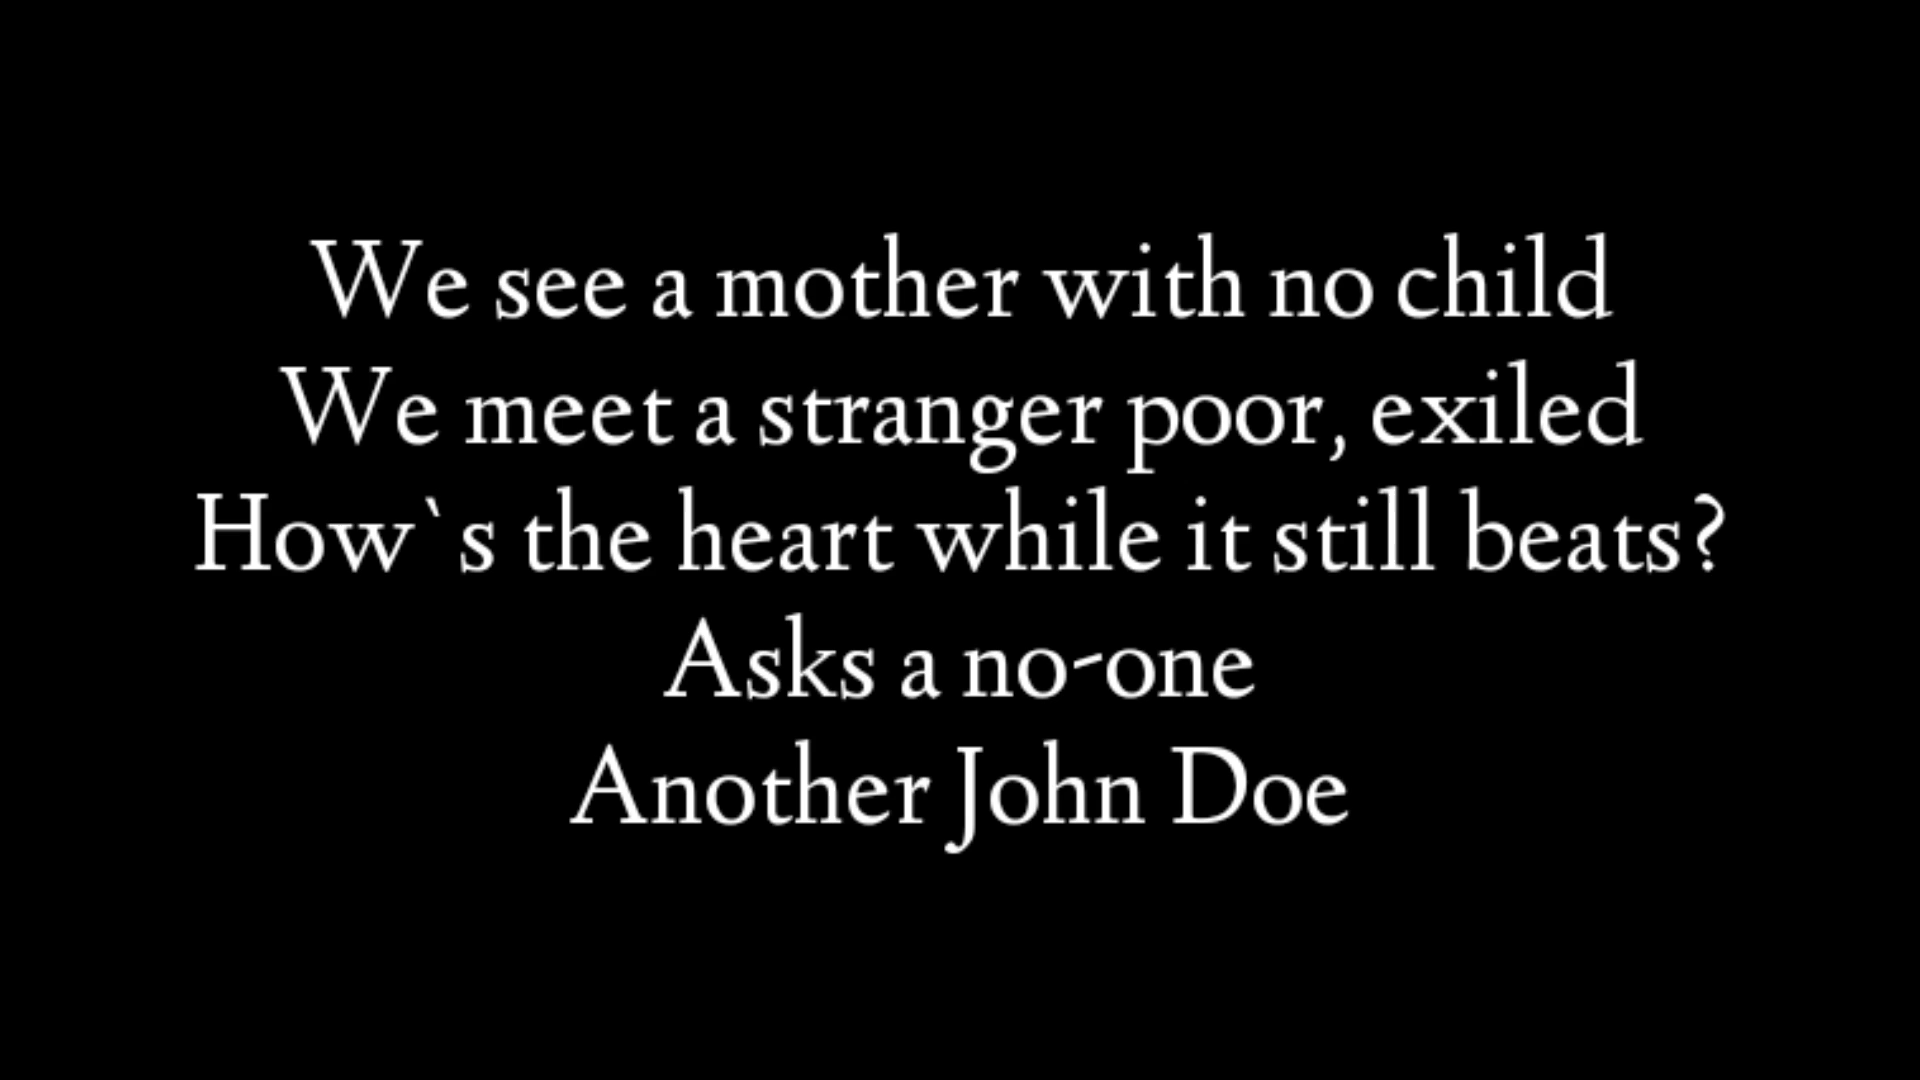 We see a mother with no child
We meet a stranger poor, exiled
How`s the heart while it still beats?
Asks a no-one
Another John Doe